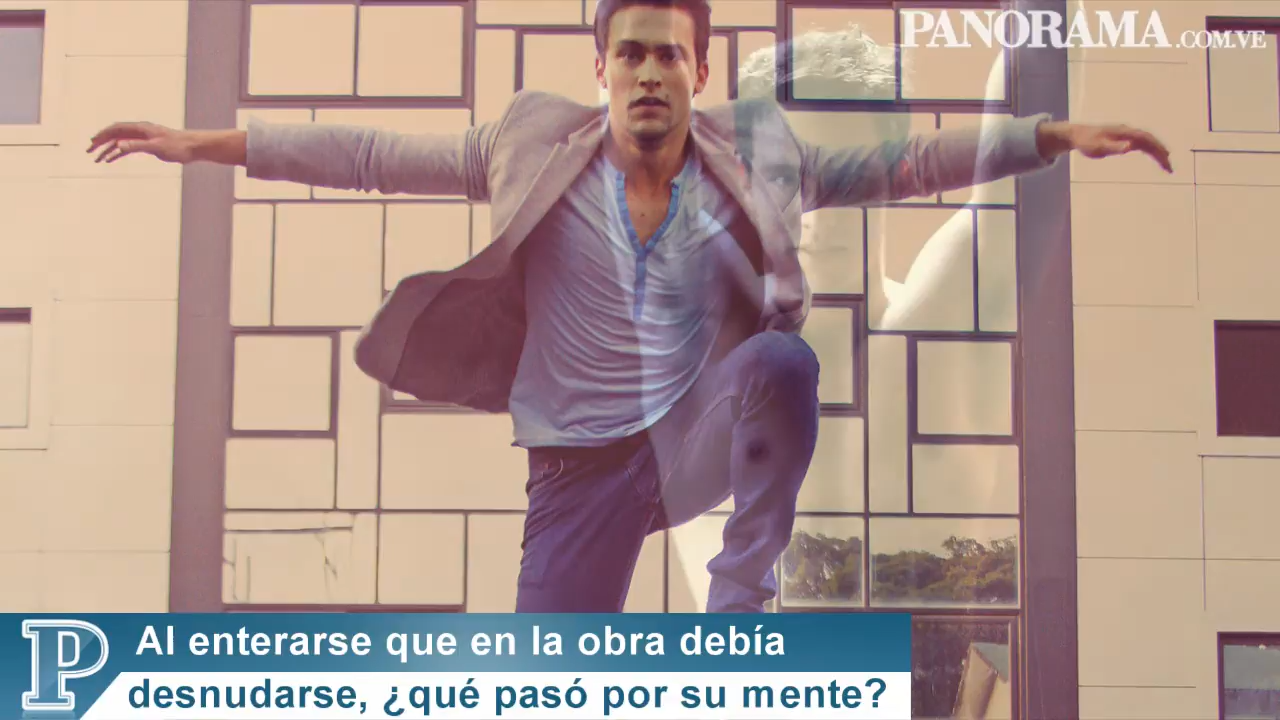 PANORAMA.COM.VE
P
Al enterarse que en la obra debía
desnudarse, ¿qué pasó por su mente?